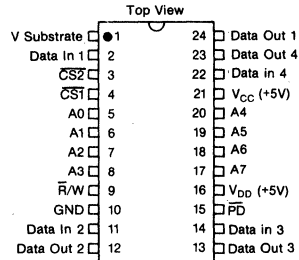 Top View
V Substrate 1 24 Data Out 1
Data In 1 2 23 Data Out 4
C̅S̅2̅ 3 22 Data in 4
C̅S̅1̅ 4 21 VCC (+5V)
A0 5 20 A4
A1 6 19 A5
A2 7 18 A6
A3 8 17 A7
R̅/W 9 16 VDD (+5V)
GND 10 15 P̅D̅
Data In 2 11 14 Data in 3
Data Out 2 12 13 Data Out 3